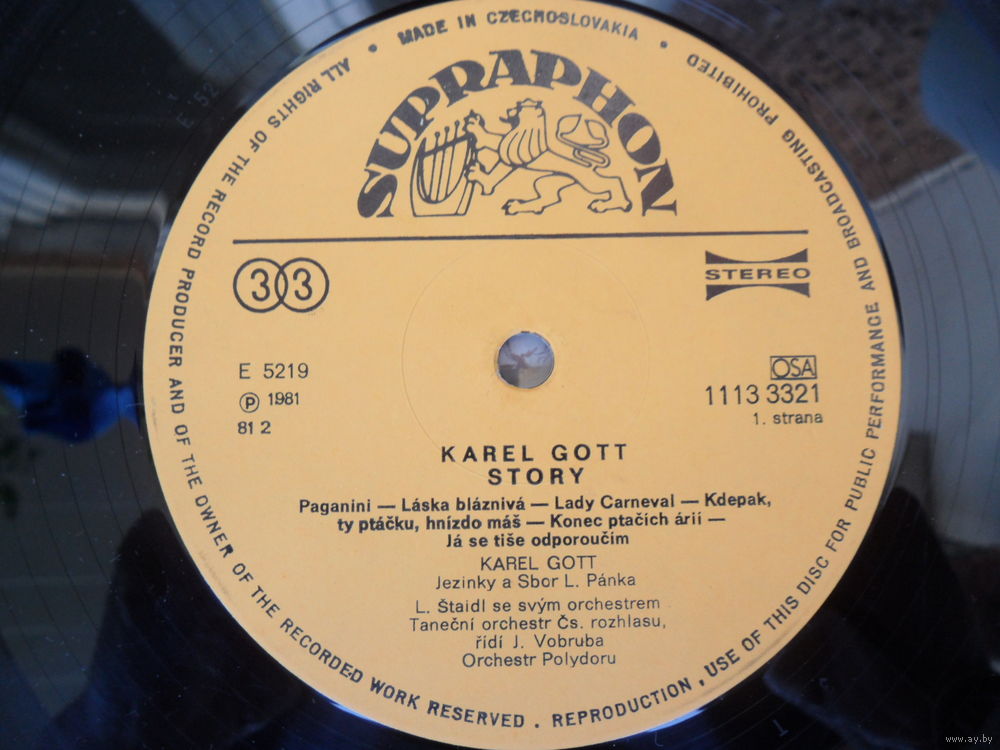 MADE IN CZECHOSLOVAKIA
ALL RIGHTS OF THE RECORD PRODUCER AND OF THE OWNER OF THE RECORDED WORK RESERVED . REPRODUCTION , USE OF THIS DISC FOR PUBLIC PERFORMANCE AND BROADCASTING PROHIBITED
SUPRAPHON
33
STEREO
E 5219
Ⓟ 1981
81 2
OSA
1113 3321
1. strana
KAREL GOTT
STORY
Paganini — Láska bláznivá — Lady Carneval — Kdepak,
ty ptáčku, hnízdo máš — Konec ptačích árií —
Já se tiše odporoučím
KAREL GOTT
Jezinky a Sbor L. Pánka
L. Štaidl se svým orchestrem
Taneční orchestr Čs. rozhlasu,
řídí J. Vobruba
Orchestr Polydoru
www.ay.by